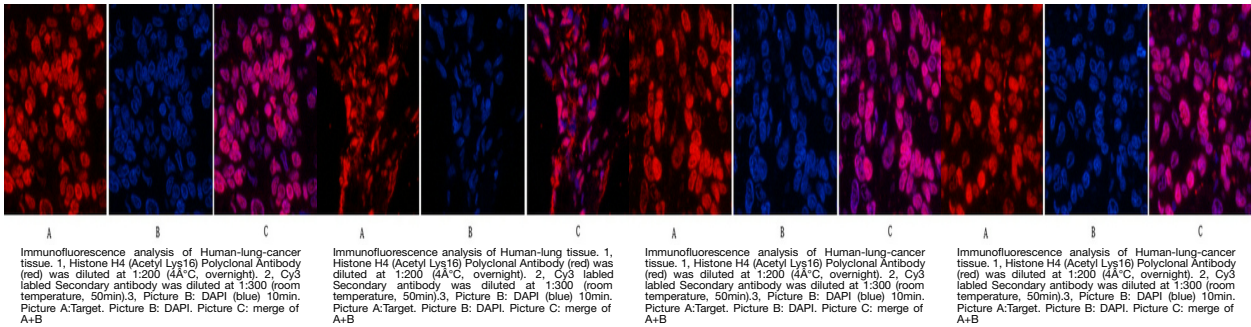 A B C
A B C
A B C
A B C
Immunofluorescence analysis of Human-lung-cancer
tissue. 1, Histone H4 (Acetyl Lys16) Polyclonal Antibody
(red) was diluted at 1:200 (4Â°C, overnight). 2, Cy3
labled Secondary antibody was diluted at 1:300 (room
temperature, 50min).3, Picture B: DAPI (blue) 10min.
Picture A:Target. Picture B: DAPI. Picture C: merge of
A+B
Immunofluorescence analysis of Human-lung tissue. 1,
Histone H4 (Acetyl Lys16) Polyclonal Antibody (red) was
diluted at 1:200 (4Â°C, overnight). 2, Cy3 labled
Secondary antibody was diluted at 1:300 (room
temperature, 50min).3, Picture B: DAPI (blue) 10min.
Picture A:Target. Picture B: DAPI. Picture C: merge of
A+B
Immunofluorescence analysis of Human-lung-cancer
tissue. 1, Histone H4 (Acetyl Lys16) Polyclonal Antibody
(red) was diluted at 1:200 (4Â°C, overnight). 2, Cy3
labled Secondary antibody was diluted at 1:300 (room
temperature, 50min).3, Picture B: DAPI (blue) 10min.
Picture A:Target. Picture B: DAPI. Picture C: merge of
A+B
Immunofluorescence analysis of Human-lung-cancer
tissue. 1, Histone H4 (Acetyl Lys16) Polyclonal Antibody
(red) was diluted at 1:200 (4Â°C, overnight). 2, Cy3
labled Secondary antibody was diluted at 1:300 (room
temperature, 50min).3, Picture B: DAPI (blue) 10min.
Picture A:Target. Picture B: DAPI. Picture C: merge of
A+B